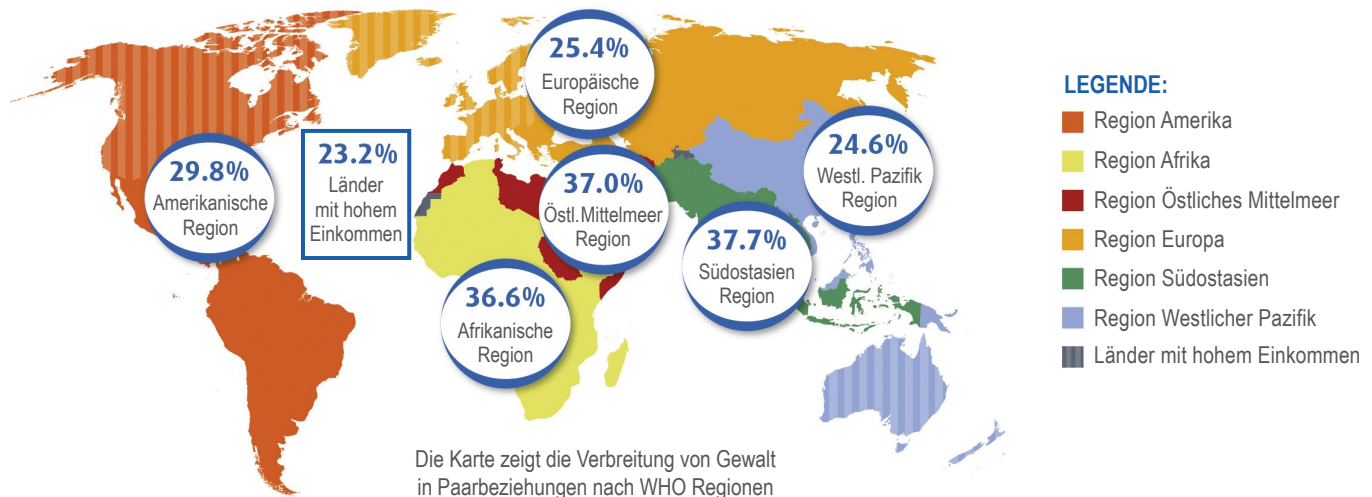 25.4%
Europäische
Region
29.8%
Amerikanische
Region
23.2%
Länder
mit hohem
Einkommen
37.0%
Östl.Mittelmeer
Region
24.6%
Westl. Pazifik
Region
37.7%
Südostasien
Region
36.6%
Afrikanische
Region
LEGENDE:
Region Amerika
Region Afrika
Region Östliches Mittelmeer
Region Europa
Region Südostasien
Region Westlicher Pazifik
Länder mit hohem Einkommen
Die Karte zeigt die Verbreitung von Gewalt
in Paarbeziehungen nach WHO Regionen